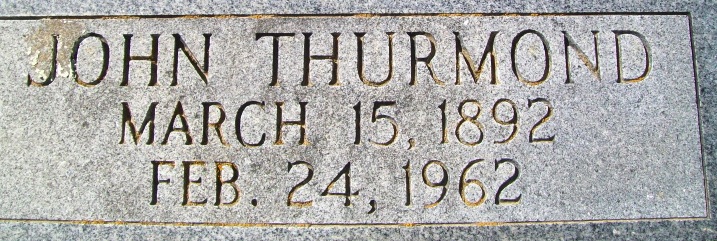 JOHN THURMOND
MARCH 15, 1892
FEB. 24, 1962